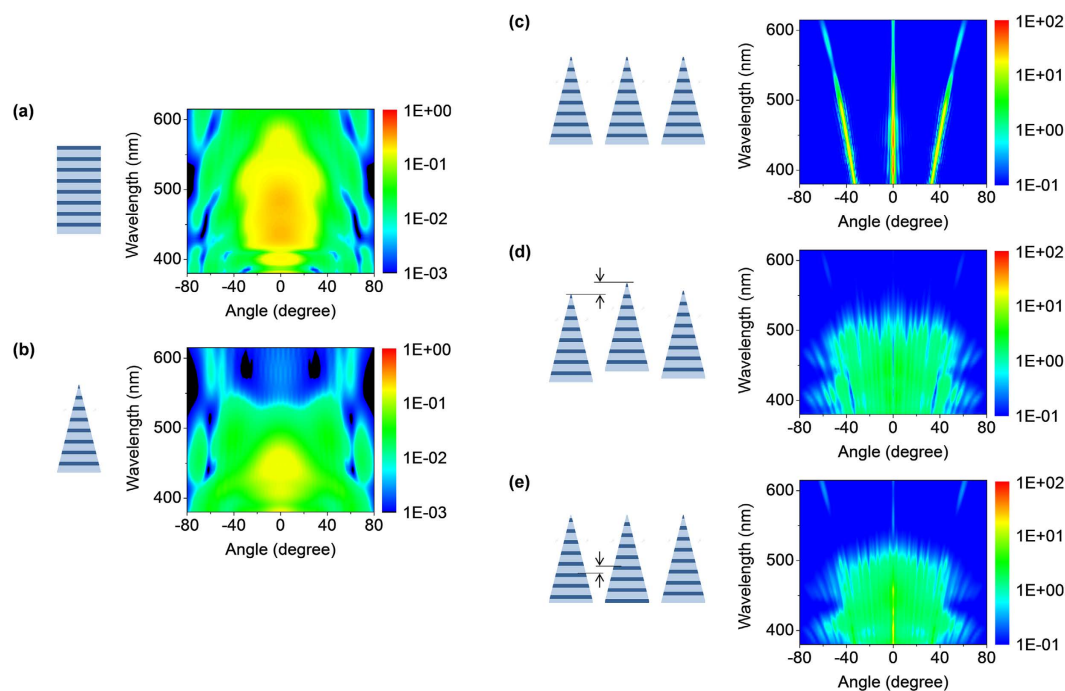 (a)
Wavelength (nm)
600
500
400
-80 -40 0 40 80
Angle (degree)
1E+00
1E-01
1E-02
1E-03
(b)
Wavelength (nm)
600
500
400
-80 -40 0 40 80
Angle (degree)
1E+00
1E-01
1E-02
1E-03
(c)
Wavelength (nm)
600
500
400
-80 -40 0 40 80
Angle (degree)
1E+02
1E+01
1E+00
1E-01
(d)
Wavelength (nm)
600
500
400
-80 -40 0 40 80
Angle (degree)
1E+02
1E+01
1E+00
1E-01
(e)
Wavelength (nm)
600
500
400
-80 -40 0 40 80
Angle (degree)
1E+02
1E+01
1E+00
1E-01